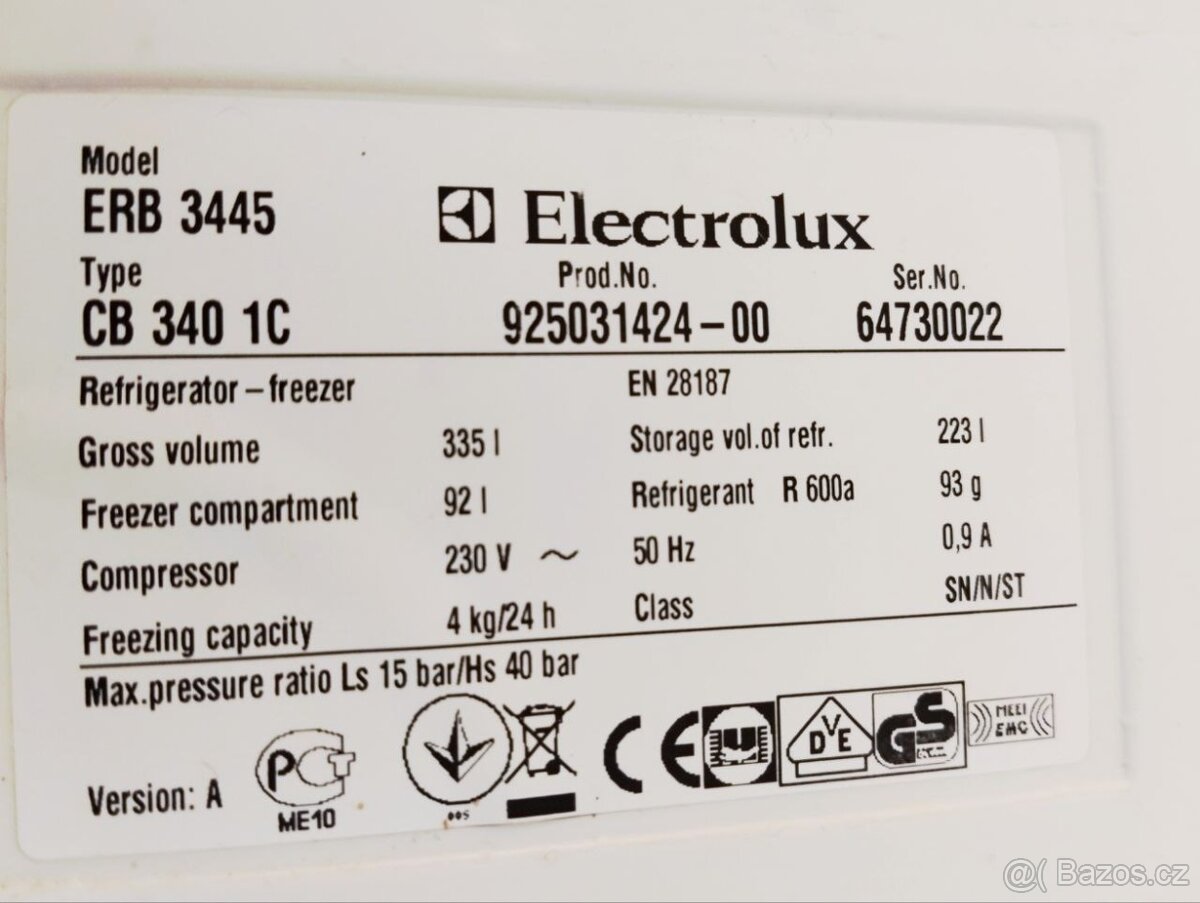 Model
ERB 3445
Electrolux
Type
Prod.No.
Ser.No.
CB 340 1C
925031424-00
64730022
Refrigerator-freezer
EN 28187
Gross volume
335 l
Storage vol.of refr.
223 l
Freezer compartment
92 l
Refrigerant R 600a
93 g
Compressor
230 V ~
50 Hz
0,9 A
Freezing capacity
4 kg/24 h
Class
SN/N/ST
Max.pressure ratio Ls 15 bar/Hs 40 bar
Version: A
ME10
005
CE
VDE
GS
EMC
@( Bazos.cz